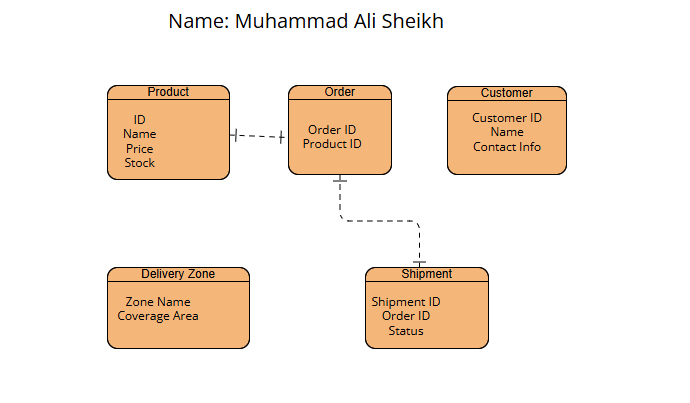 Name: Muhammad Ali Sheikh
Product
ID
Name
Price
Stock
Order
Order ID
Product ID
Customer
Customer ID
Name
Contact Info
Delivery Zone
Zone Name
Coverage Area
Shipment
Shipment ID
Order ID
Status